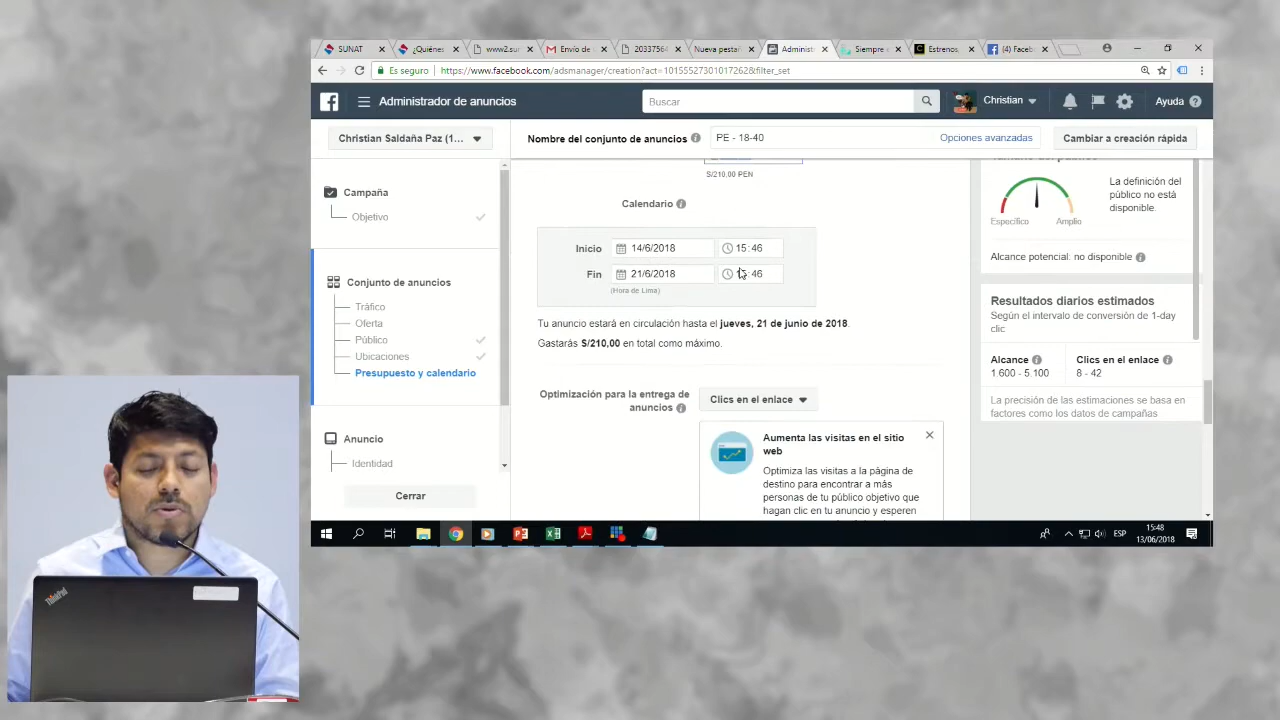 SUNAT
¿Quiénes
www2.sun
Envío de
20337564
Nueva pestañ
Administ
Siempre
Estrenos,
(4) Faceb
Es seguro
https://www.facebook.com/adsmanager/creation?act=10155527301017262&filter_set
Administrador de anuncios
Buscar
Christian
Ayuda
Christian Saldaña Paz (1...
Nombre del conjunto de anuncios
PE - 18-40
Opciones avanzadas
Cambiar a creación rápida
S/210,00 PEN
Campaña
Objetivo
Calendario
La definición del
público no está
disponible.
Específico
Amplio
Inicio
14/6/2018
15:46
Fin
21/6/2018
(Hora de Lima)
Alcance potencial: no disponible
Conjunto de anuncios
Tráfico
Oferta
Público
Ubicaciones
Presupuesto y calendario
Tu anuncio estará en circulación hasta el jueves, 21 de junio de 2018.
Gastarás S/210,00 en total como máximo.
Resultados diarios estimados
Según el intervalo de conversión de 1-day
clic
Alcance
1.600 - 5.100
Clics en el enlace
8 - 42
La precisión de las estimaciones se basa en
factores como los datos de campañas
Optimización para la entrega de
anuncios
Clics en el enlace
Aumenta las visitas en el sitio
web
Optimiza las visitas a la página de
destino para encontrar a más
personas de tu público objetivo que
hagan clic en tu anuncio y esperen
Anuncio
Identidad
Cerrar
ESP
15:48
13/06/2018
ThinkPad